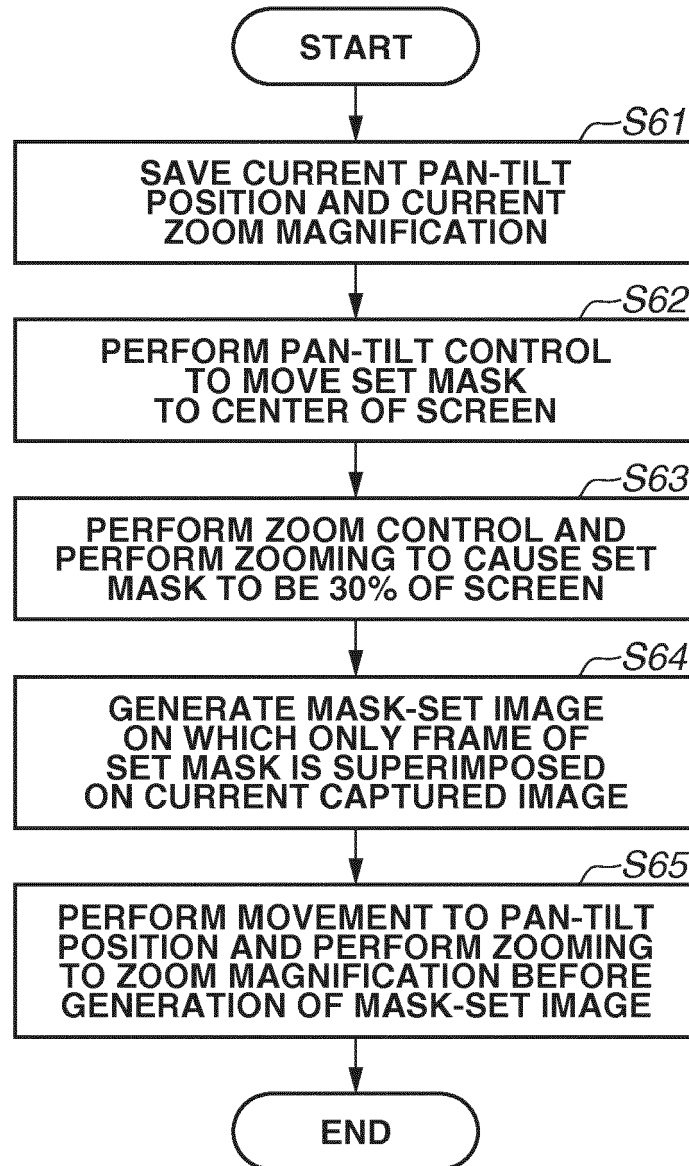 START
S61
SAVE CURRENT PAN-TILT
POSITION AND CURRENT
ZOOM MAGNIFICATION
S62
PERFORM PAN-TILT CONTROL
TO MOVE SET MASK
TO CENTER OF SCREEN
S63
PERFORM ZOOM CONTROL AND
PERFORM ZOOMING TO CAUSE SET
MASK TO BE 30% OF SCREEN
S64
GENERATE MASK-SET IMAGE
ON WHICH ONLY FRAME OF
SET MASK IS SUPERIMPOSED
ON CURRENT CAPTURED IMAGE
S65
PERFORM MOVEMENT TO PAN-TILT
POSITION AND PERFORM ZOOMING
TO ZOOM MAGNIFICATION BEFORE
GENERATION OF MASK-SET IMAGE
END